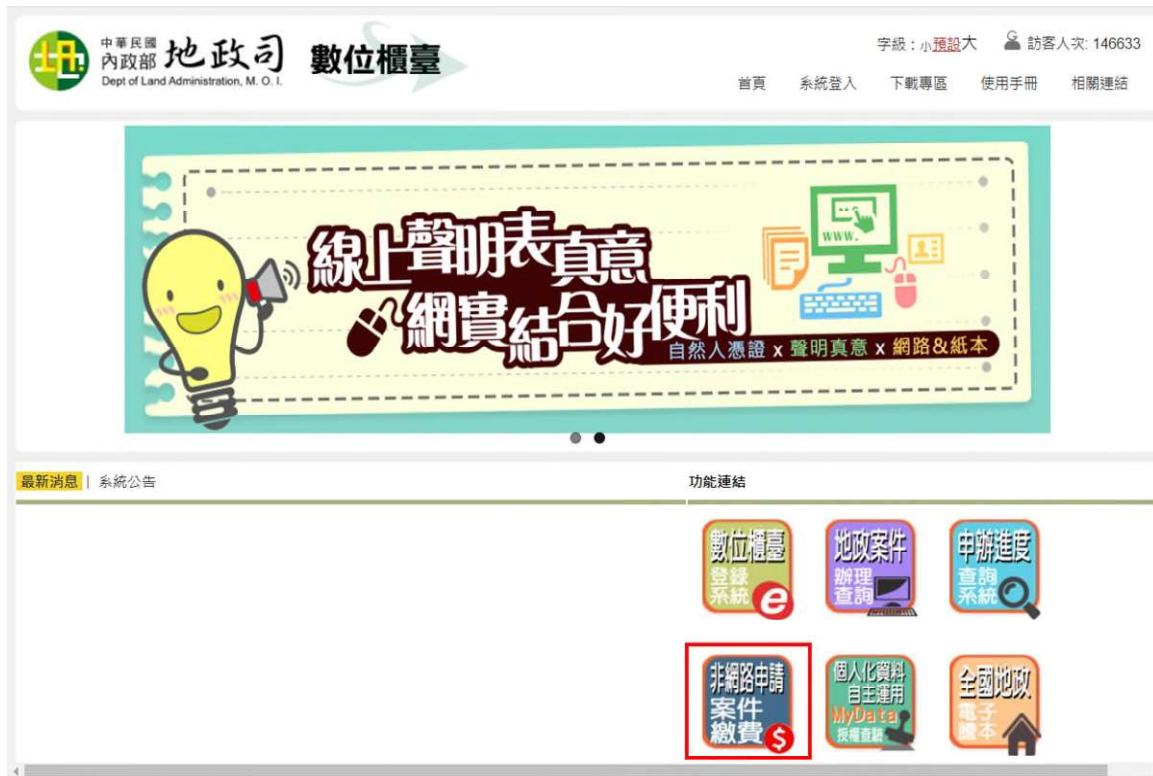 中華民國
內政部 地政司 數位櫃臺
Dept of Land Administration, M. O. I.
字級：小預設大 訪客人次: 146633
首頁 系統登入 下載專區 使用手冊 相關連結
線上聲明表真意
網實結合好便利
自然人憑證 x 聲明真意 x 網路&紙本
www.
最新消息 | 系統公告
功能連結
數位櫃臺
登錄
系統
地政案件
辦理
查詢
申辦進度
查詢
系統
非網路申請
案件
繳費
$
個人化資料
自主運用
MyData
授權查驗
全國地政
電子
謄本